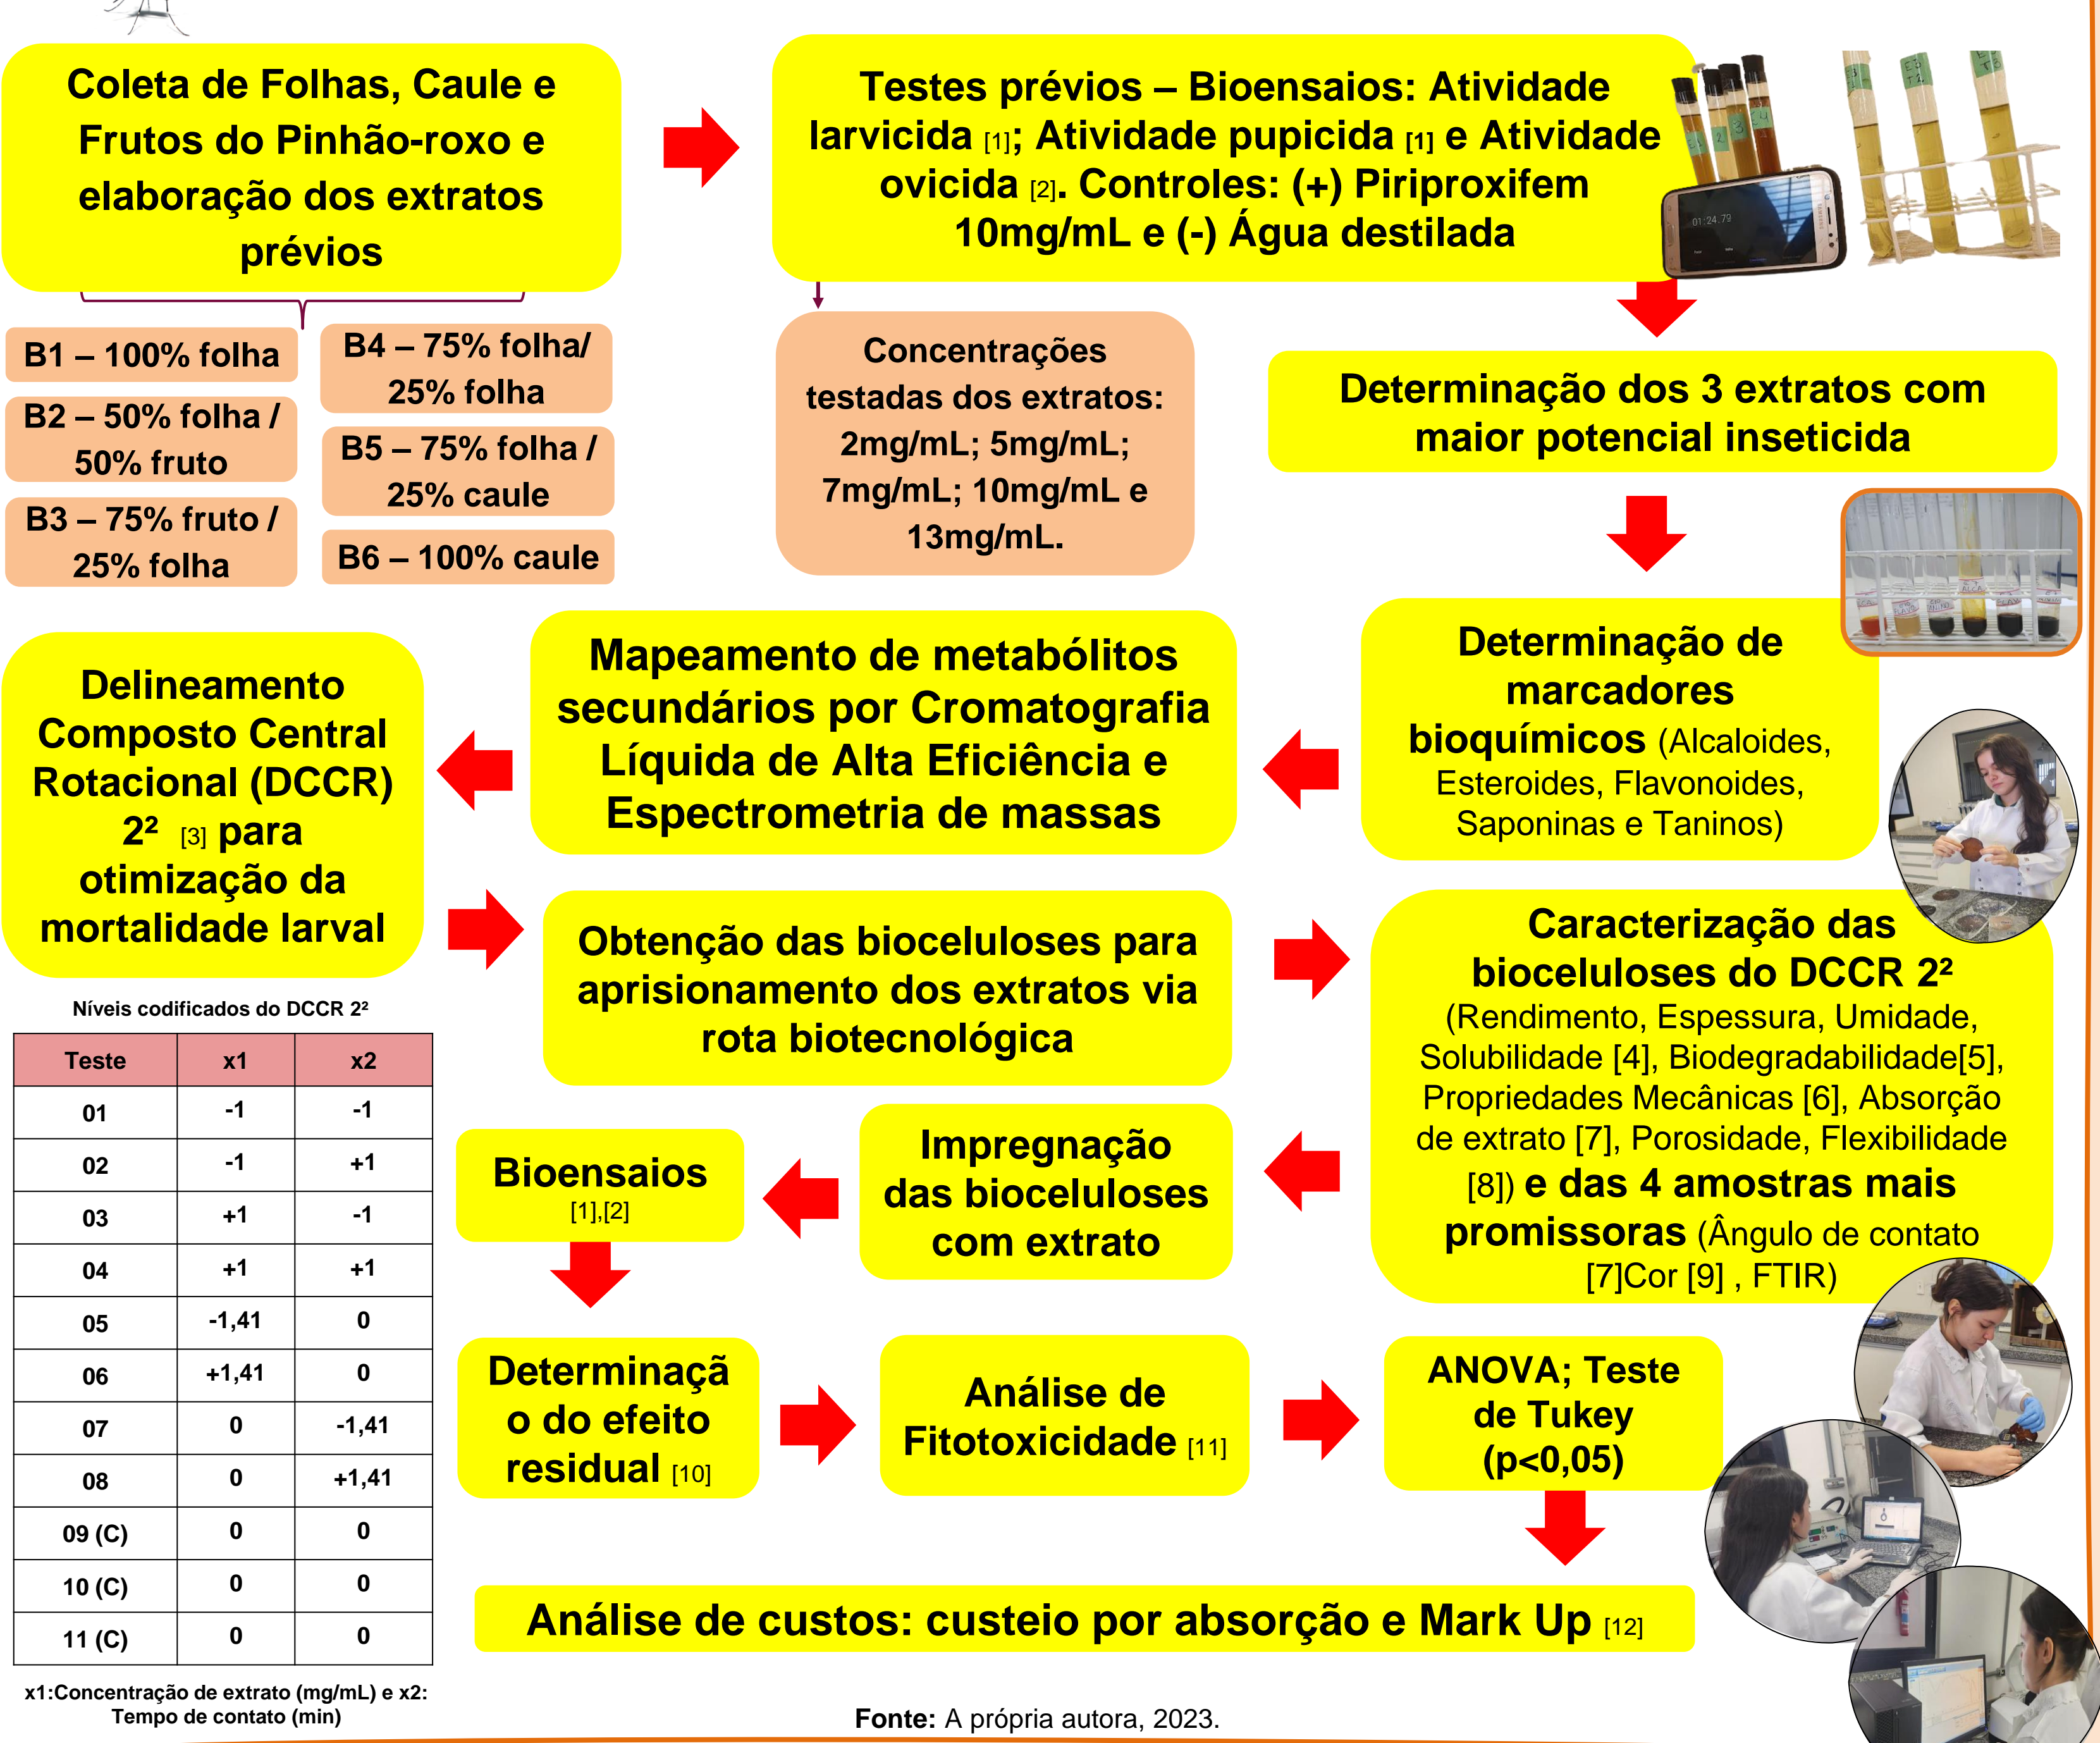 Coleta de Folhas, Caule e
Frutos do Pinhão-roxo e
elaboração dos extratos
prévios
Testes prévios – Bioensaios: Atividade
larvicida [1]; Atividade pupicida [1] e Atividade
ovicida [2]. Controles: (+) Piriproxifem
10mg/mL e (-) Água destilada
01:24.79
B1 – 100% folha
B2 – 50% folha /
50% fruto
B3 – 75% fruto /
25% folha
B4 – 75% folha/
25% folha
B5 – 75% folha /
25% caule
B6 – 100% caule
Concentrações
testadas dos extratos:
2mg/mL; 5mg/mL;
7mg/mL; 10mg/mL e
13mg/mL.
Determinação dos 3 extratos com
maior potencial inseticida
Determinação de
marcadores
bioquímicos (Alcaloides,
Esteroides, Flavonoides,
Saponinas e Taninos)
Mapeamento de metabólitos
secundários por Cromatografia
Líquida de Alta Eficiência e
Espectrometria de massas
Delineamento
Composto Central
Rotacional (DCCR)
2² [3] para
otimização da
mortalidade larval
Obtenção das bioceluloses para
aprisionamento dos extratos via
rota biotecnológica
Caracterização das
bioceluloses do DCCR 2²
(Rendimento, Espessura, Umidade,
Solubilidade [4], Biodegradabilidade[5],
Propriedades Mecânicas [6], Absorção
de extrato [7], Porosidade, Flexibilidade
[8]) e das 4 amostras mais
promissoras (Ângulo de contato
[7]Cor [9] , FTIR)
Impregnação
das bioceluloses
com extrato
Bioensaios
[1],[2]
Determinaçã
o do efeito
residual [10]
Análise de
Fitotoxicidade [11]
ANOVA; Teste
de Tukey
(p<0,05)
Análise de custos: custeio por absorção e Mark Up [12]
Níveis codificados do DCCR 2²
Teste x1 x2
01 -1 -1
02 -1 +1
03 +1 -1
04 +1 +1
05 -1,41 0
06 +1,41 0
07 0 -1,41
08 0 +1,41
09 (C) 0 0
10 (C) 0 0
11 (C) 0 0
x1:Concentração de extrato (mg/mL) e x2:
Tempo de contato (min)
Fonte: A própria autora, 2023.